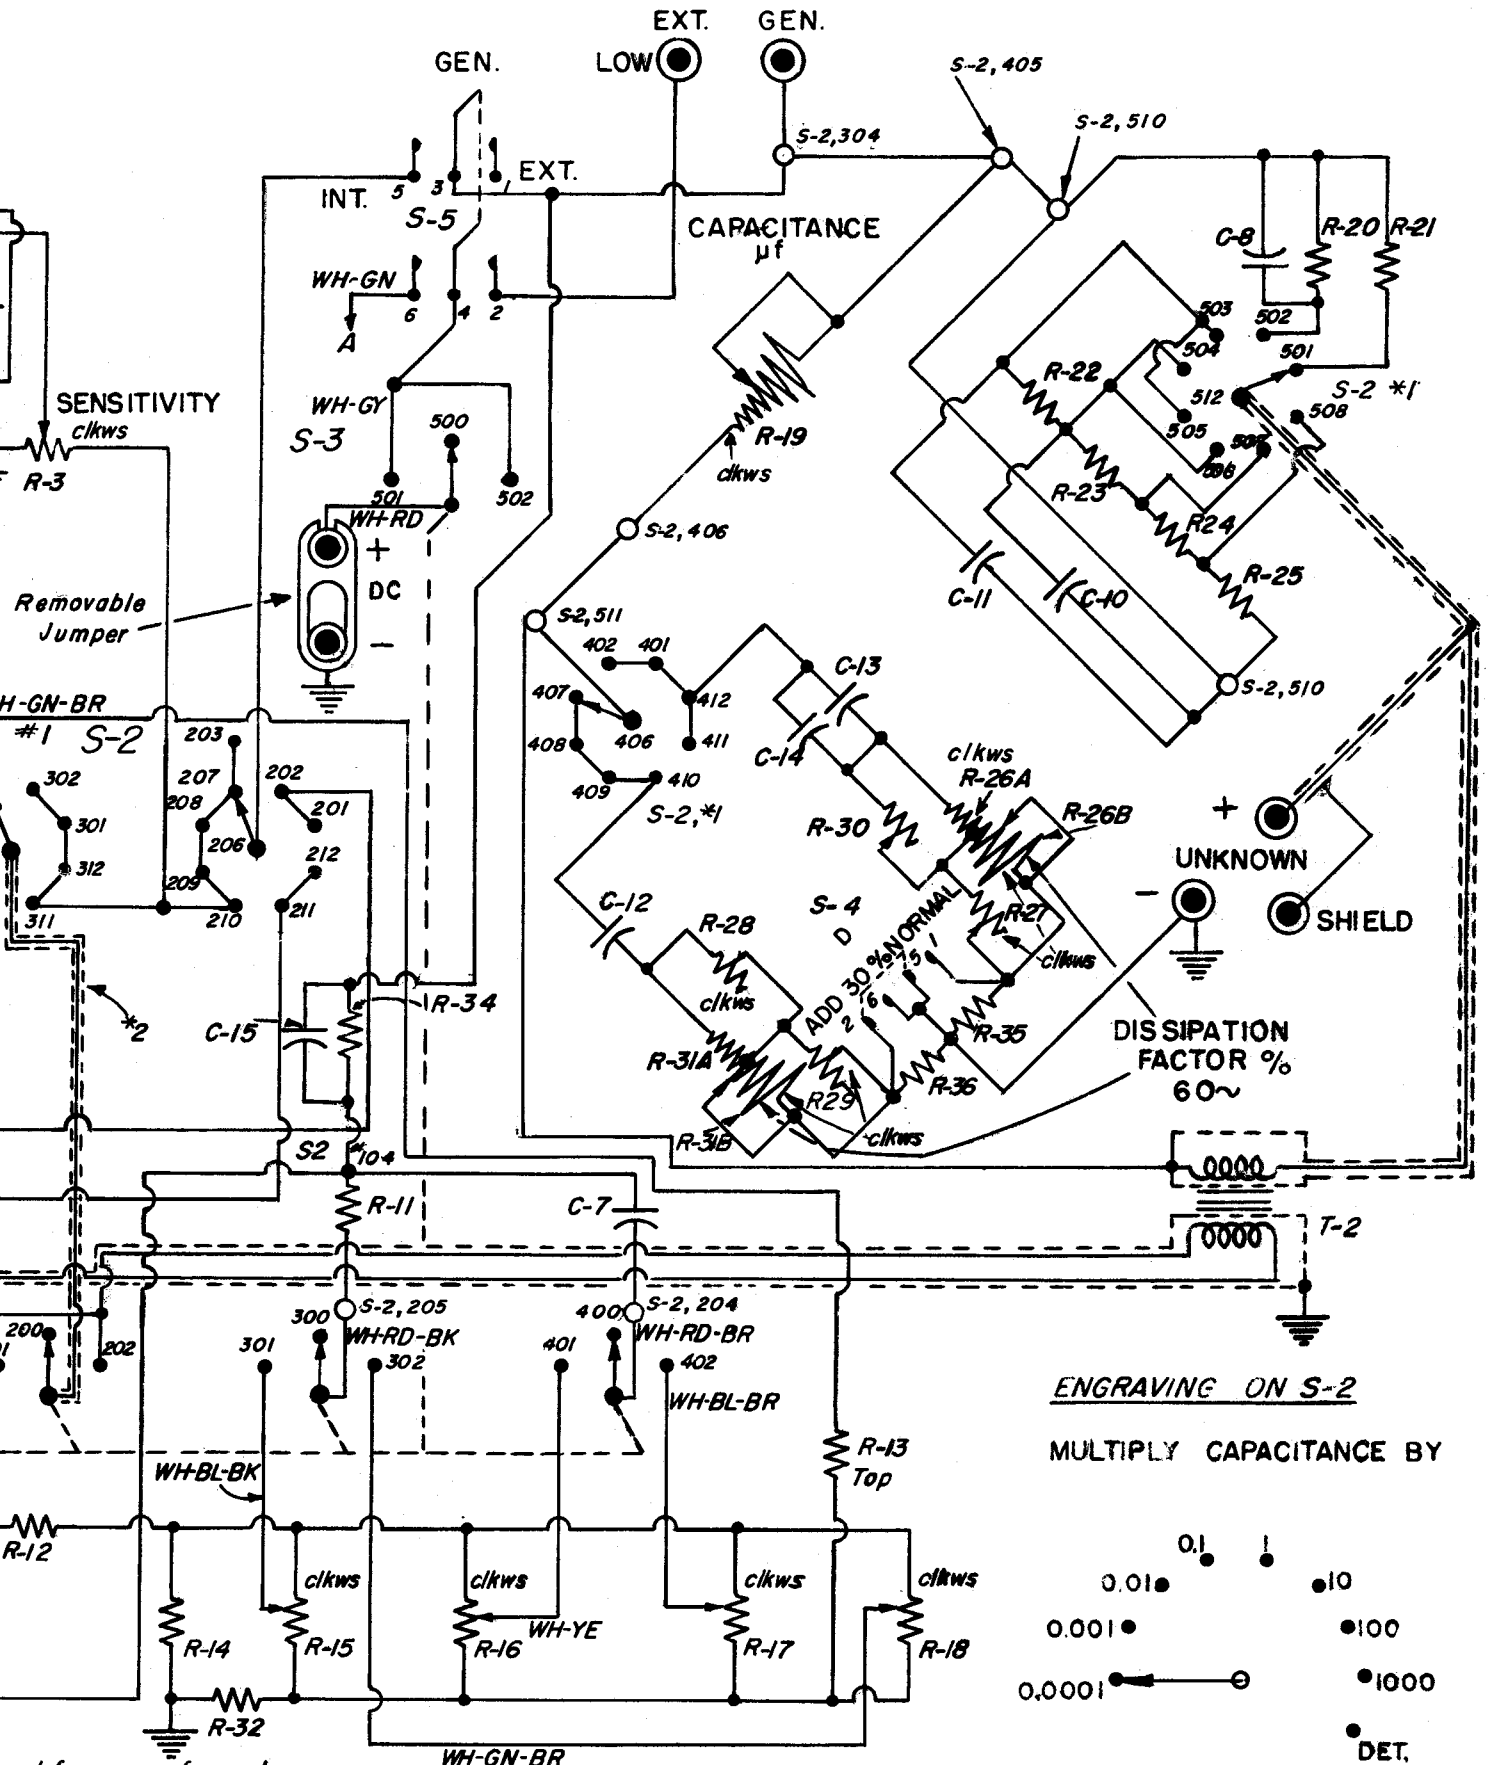 EXT. GEN.
LOW
GEN.
S-2, 405
S-2, 510
S-2, 304
INT. 5 3 1 EXT.
S-5
CAPACITANCE
µf
C-8 R-20 R-21
WH-GN
6 4 2
A
503 502
504 501
S-2 *1
512 508
505
506 507
R-22
WH-GY
S-3
500
501 502
WH-RD
SENSITIVITY
clkws
R-3
R-19
clkws
R-23
R24
S-2, 406
+
DC
−
Removable
Jumper
R-25
C-11 C-10
S-2, 511
402 401
407 412
408 406 411
409 410
S-2,*1
C-13
C-14
S-2, 510
H-GN-BR
#1 S-2
203
302
207 202
208 201
301
206 212
312
209
311 210 211
clkws
R-26A
R-26B
R-30
+
UNKNOWN
−
SHIELD
C-12
R-28
clkws
S-4
D
NORMAL
ADD 30%
5 1
6
2
R-27
clkws
R-35
R-36
*2
C-15
R-34
R-31A
R29
R-31B
clkws
DISSIPATION
FACTOR %
60~
S2 104
R-11
C-7
T-2
200
202
300
S-2, 205
WH-RD-BK
301 302
400
S-2, 204
WH-RD-BR
401 402
WH-BL-BR
ENGRAVING ON S-2
MULTIPLY CAPACITANCE BY
R-13
Top
WH-BL-BK
R-12
0.1 1
0.01 10
0.001 100
0.0001 1000
DET.
clkws clkws clkws clkws
R-14 R-15 R-16 WH-YE R-17 R-18
R-32
WH-GN-BR